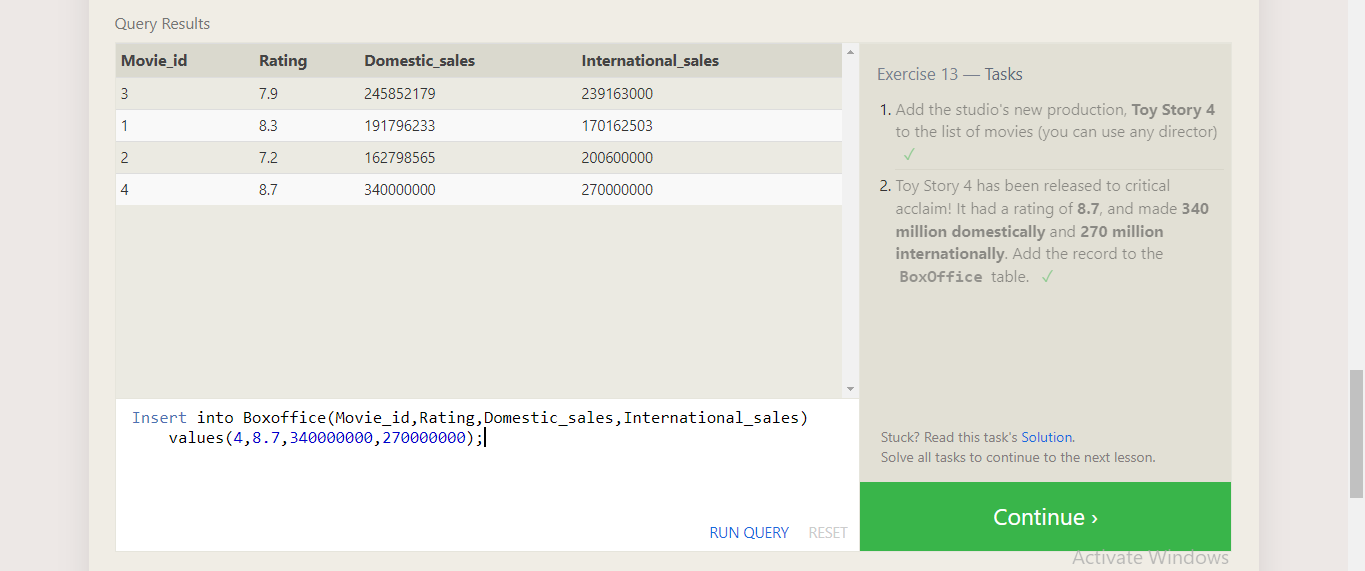 Query Results
Movie_id Rating Domestic_sales International_sales
3 7.9 245852179 239163000
1 8.3 191796233 170162503
2 7.2 162798565 200600000
4 8.7 340000000 270000000
Insert into Boxoffice(Movie_id,Rating,Domestic_sales,International_sales)
values(4,8.7,340000000,270000000);
RUN QUERY RESET
Exercise 13 — Tasks
1. Add the studio's new production, Toy Story 4
to the list of movies (you can use any director)
✓
2. Toy Story 4 has been released to critical
acclaim! It had a rating of 8.7, and made 340
million domestically and 270 million
internationally. Add the record to the
BoxOffice table. ✓
Stuck? Read this task's Solution.
Solve all tasks to continue to the next lesson.
Continue ›
Activate Windows